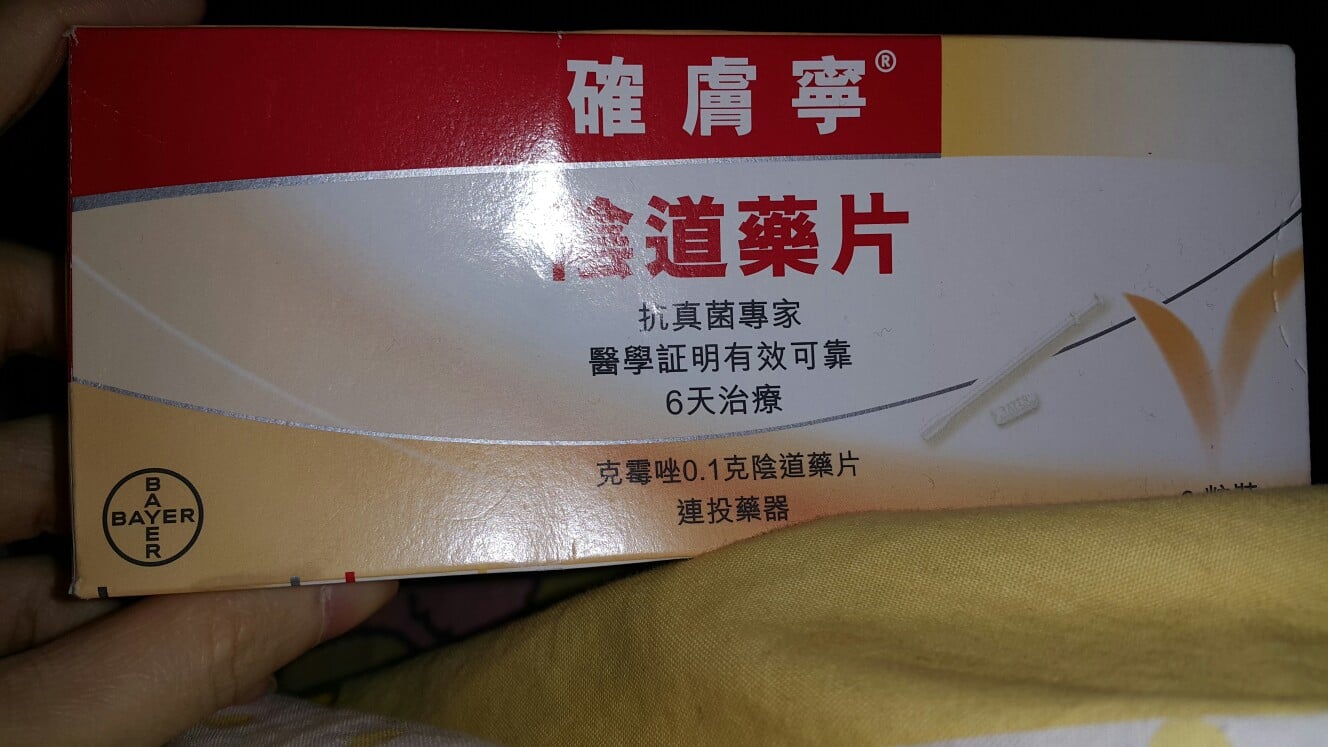 確膚寧®
陰道藥片
抗真菌專家
醫學証明有效可靠
6天治療
克霉唑0.1克陰道藥片
連投藥器
BAYER
BAYER
BAYER